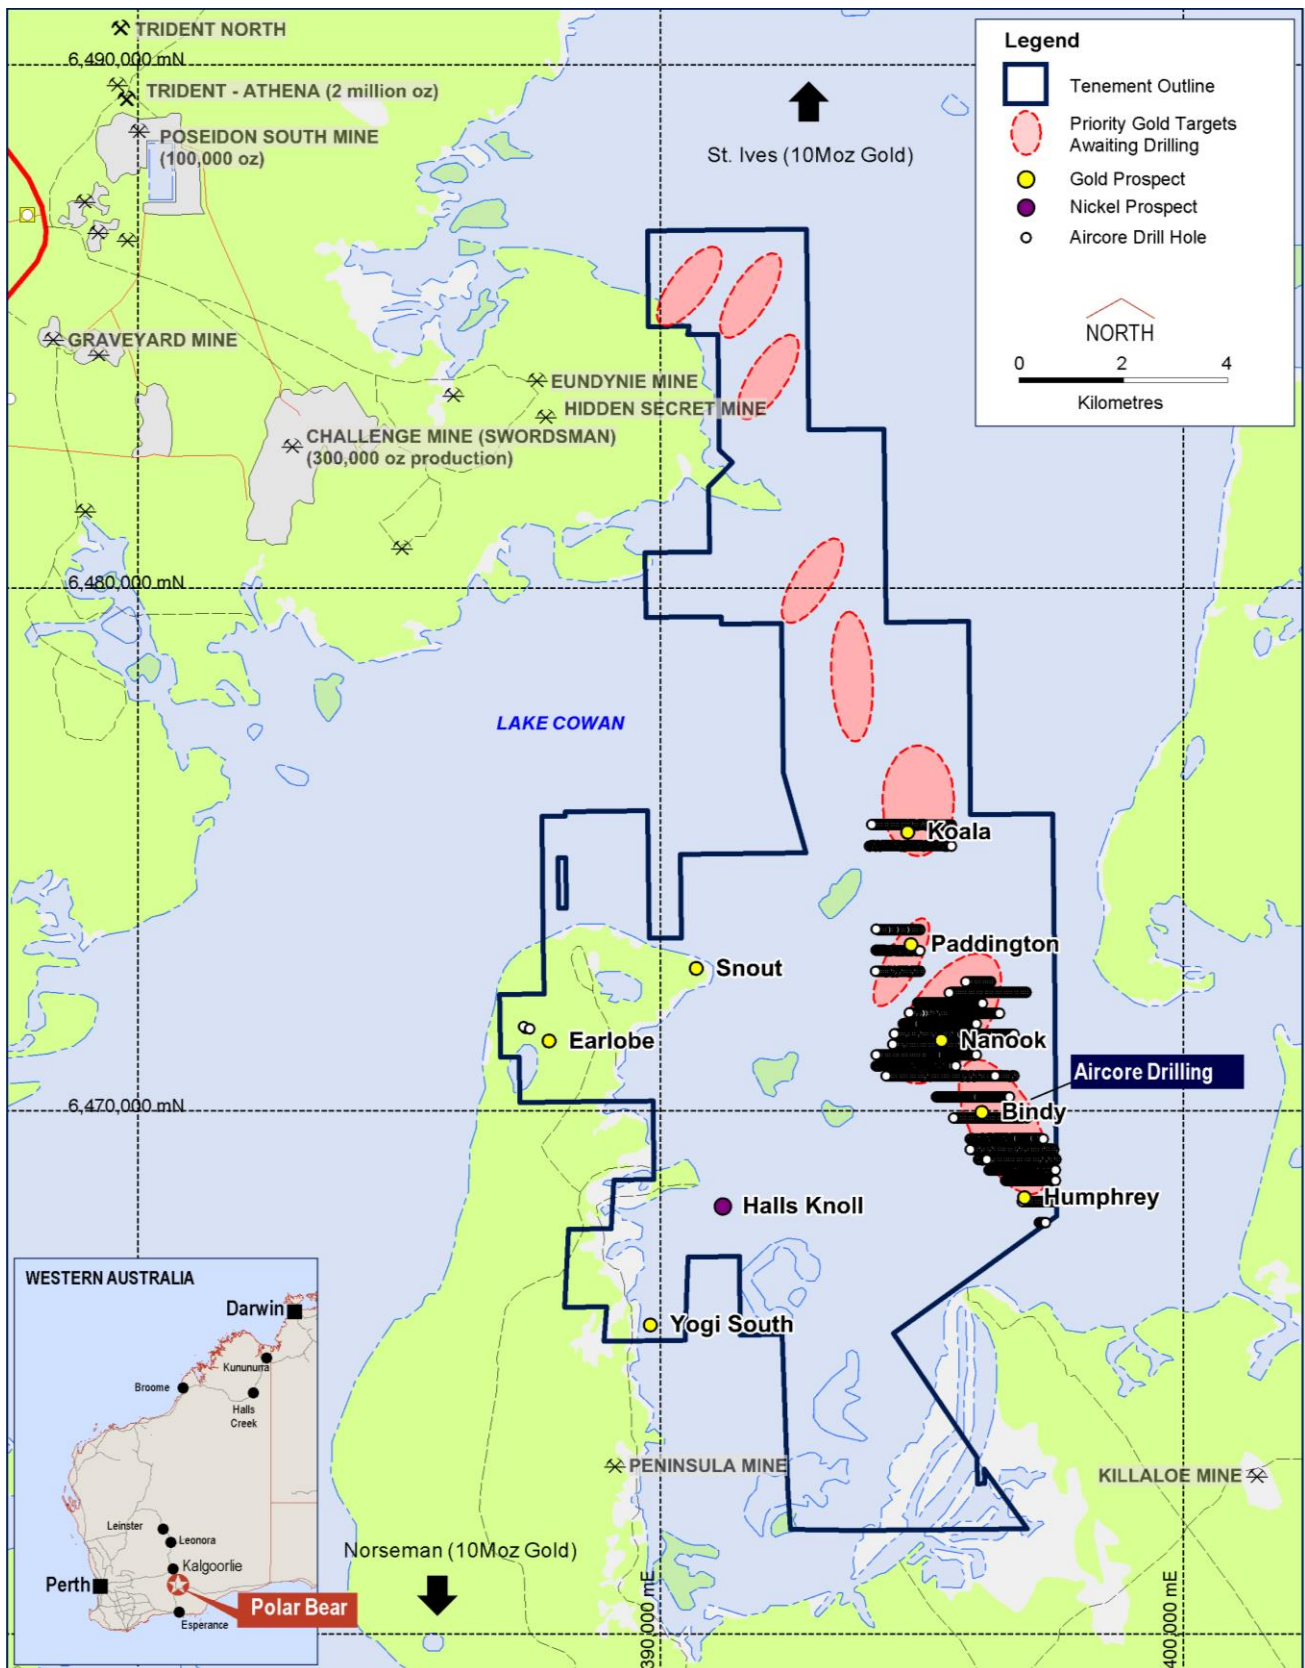 TRIDENT NORTH
6,490,000 mN
TRIDENT - ATHENA (2 million oz)
POSEIDON SOUTH MINE
(100,000 oz)
St. Ives (10Moz Gold)
Legend
Tenement Outline
Priority Gold Targets
Awaiting Drilling
Gold Prospect
Nickel Prospect
Aircore Drill Hole
NORTH
0 2 4
Kilometres
GRAVEYARD MINE
EUNDYNIE MINE
HIDDEN SECRET MINE
CHALLENGE MINE (SWORDSMAN)
(300,000 oz production)
6,480,000 mN
LAKE COWAN
Koala
Paddington
Snout
Earlobe
Nanook
Aircore Drilling
6,470,000 mN
Bindy
Humphrey
Halls Knoll
Yogi South
PENINSULA MINE
KILLALOE MINE
Norseman (10Moz Gold)
390,000 mE
400,000 mE
WESTERN AUSTRALIA
Darwin
Kununurra
Broome
Halls
Creek
Leinster
Leonora
Kalgoorlie
Perth
Polar Bear
Esperance